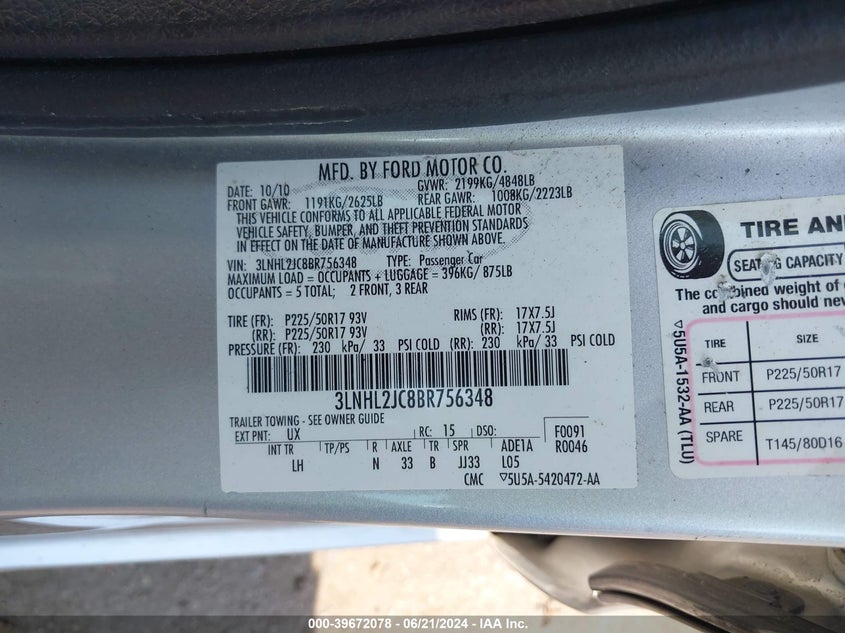 MFD. BY FORD MOTOR CO.
DATE: 10/10 GVWR: 2199KG/4848LB
FRONT GAWR: 1191KG/2625LB REAR GAWR: 1008KG/2223LB
THIS VEHICLE CONFORMS TO ALL APPLICABLE FEDERAL MOTOR
VEHICLE SAFETY, BUMPER, AND THEFT PREVENTION STANDARDS
IN EFFECT ON THE DATE OF MANUFACTURE SHOWN ABOVE.
VIN: 3LNHL2JC8BR756348 TYPE: Passenger Car
MAXIMUM LOAD = OCCUPANTS + LUGGAGE = 396KG/ 875LB
OCCUPANTS = 5 TOTAL; 2 FRONT, 3 REAR
TIRE (FR): P225/50R17 93V RIMS (FR): 17X7.5J
(RR): P225/50R17 93V (RR): 17X7.5J
PRESSURE (FR): 230 kPa/ 33 PSI COLD (RR): 230 kPa/ 33 PSI COLD
3LNHL2JC8BR756348
TRAILER TOWING - SEE OWNER GUIDE
EXT PNT: UX RC: 15 DSO: F0091
INT TR TP/PS R AXLE TR SPR ADE1A R0046
LH N 33 B JJ33 L05
CMC ▽5U5A-5420472-AA
TIRE AN
SEATING CAPACITY
The combined weight of
and cargo should nev
TIRE SIZE
FRONT P225/50R17
REAR P225/50R17
SPARE T145/80D16
▽5U5A-1532-AA (TLU)
000-39672078 - 06/21/2024 - IAA Inc.